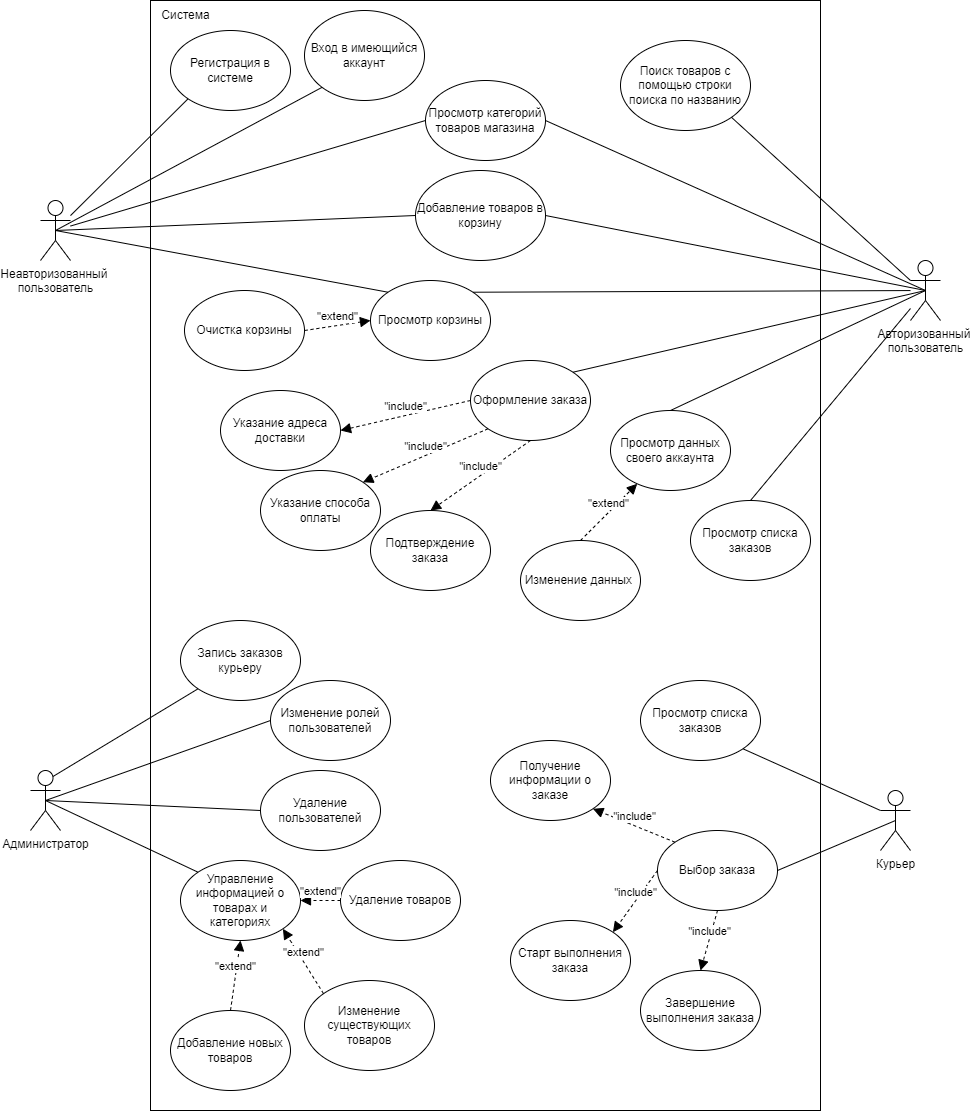 Система
Регистрация в
системе
Вход в имеющийся
аккаунт
Поиск товаров с
помощью строки
поиска по названию
Просмотр категорий
товаров магазина
Добавление товаров в
корзину
Неавторизованный
пользователь
Очистка корзины
"extend"
Просмотр корзины
Авторизованный
пользователь
Оформление заказа
"include"
Указание адреса
доставки
"include"
"include"
Просмотр данных
своего аккаунта
Указание способа
оплаты
"extend"
Подтверждение
заказа
Просмотр списка
заказов
Изменение данных
Запись заказов
курьеру
Изменение ролей
пользователей
Просмотр списка
заказов
Получение
информации о
заказе
Удаление
пользователей
Администратор
"include"
Курьер
Выбор заказа
Управление
информацией о
товарах и
категориях
"extend"
Удаление товаров
"include"
"include"
"extend"
"extend"
Старт выполнения
заказа
Завершение
выполнения заказа
Изменение
существующих
товаров
Добавление новых
товаров